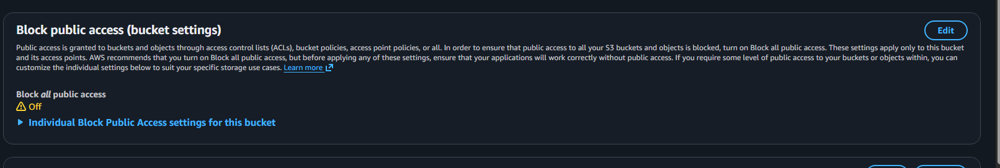 Block public access (bucket settings)
Edit
Public access is granted to buckets and objects through access control lists (ACLs), bucket policies, access point policies, or all. In order to ensure that public access to all your S3 buckets and objects is blocked, turn on Block all public access. These settings apply only to this bucket
and its access points. AWS recommends that you turn on Block all public access, but before applying any of these settings, ensure that your applications will work correctly without public access. If you require some level of public access to your buckets or objects within, you can
customize the individual settings below to suit your specific storage use cases. Learn more
Block all public access
Off
Individual Block Public Access settings for this bucket